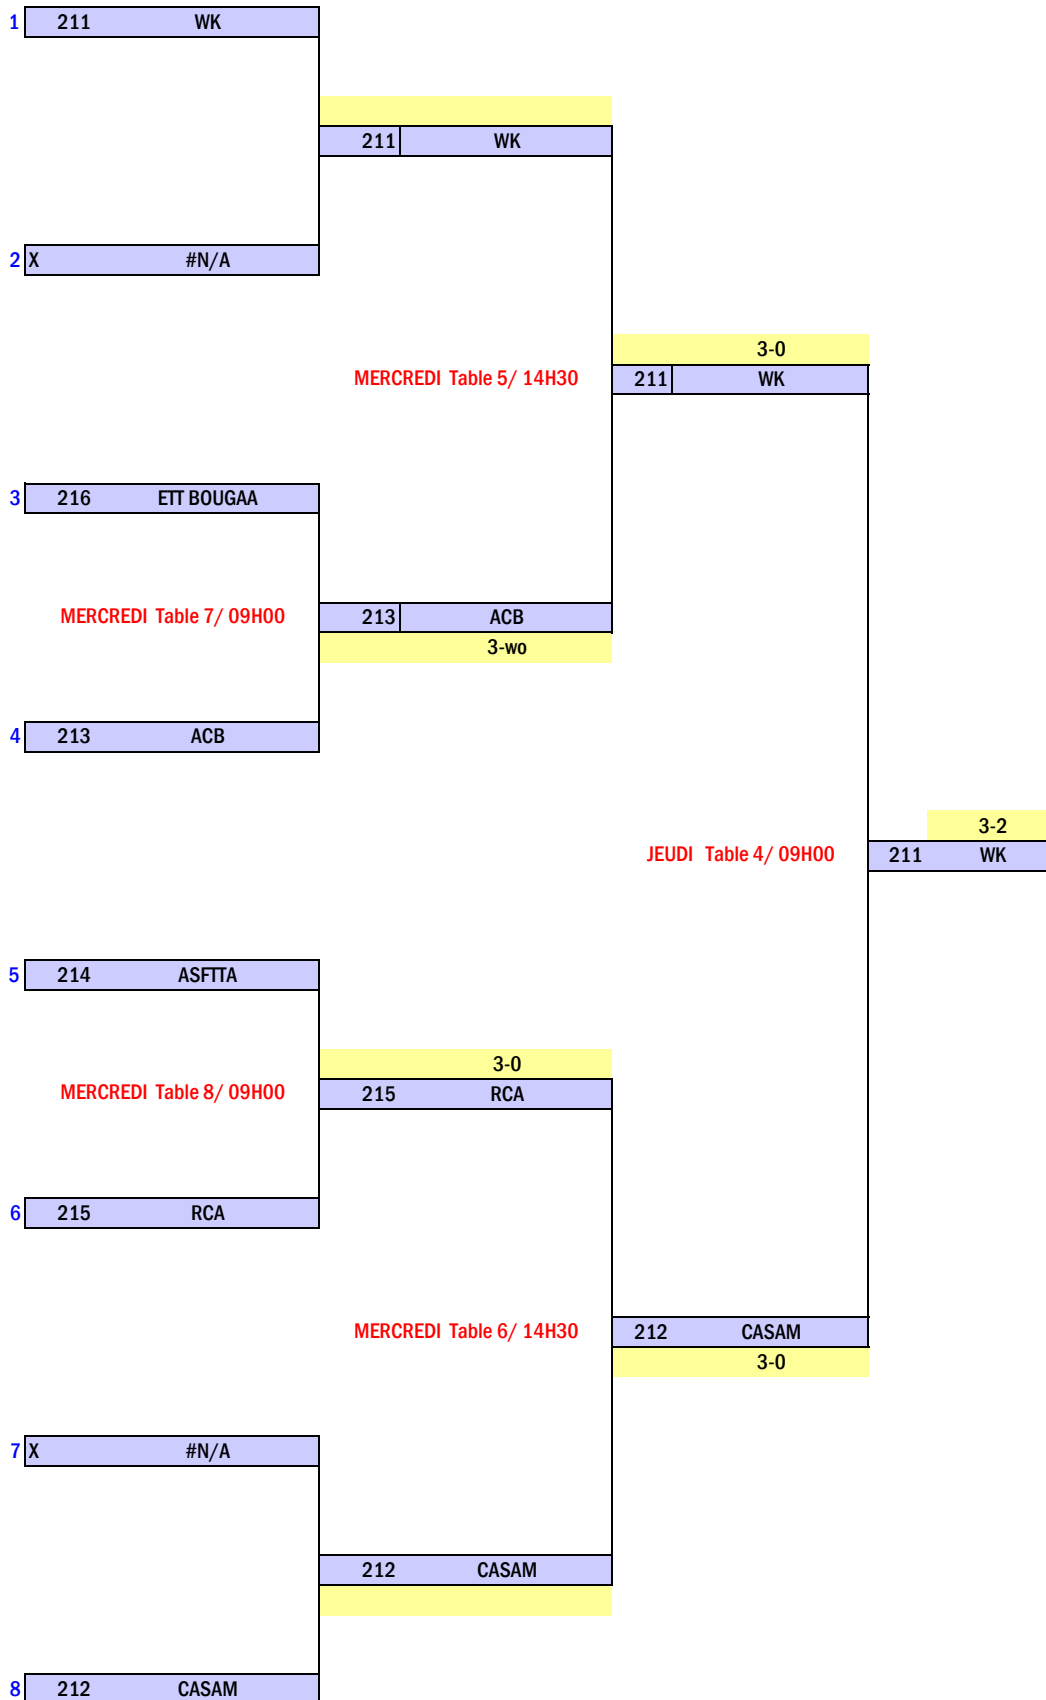 1 211 WK
211 WK
2 X #N/A
3-0
MERCREDI Table 5/ 14H30 211 WK
3 216 ETT BOUGAA
MERCREDI Table 7/ 09H00 213 ACB
3-wo
4 213 ACB
3-2
JEUDI Table 4/ 09H00 211 WK
5 214 ASFTTA
3-0
MERCREDI Table 8/ 09H00 215 RCA
6 215 RCA
MERCREDI Table 6/ 14H30 212 CASAM
3-0
7 X #N/A
212 CASAM
8 212 CASAM